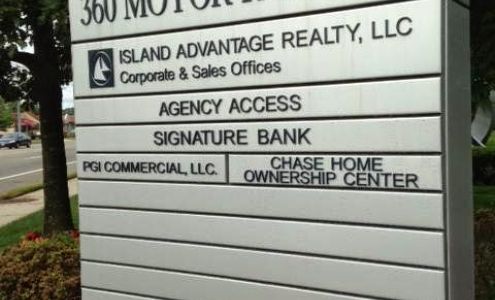 360 MOTOR
ISLAND ADVANTAGE REALTY, LLC
Corporate & Sales Offices
AGENCY ACCESS
SIGNATURE BANK
PGI COMMERCIAL, LLC.
CHASE HOME
OWNERSHIP CENTER